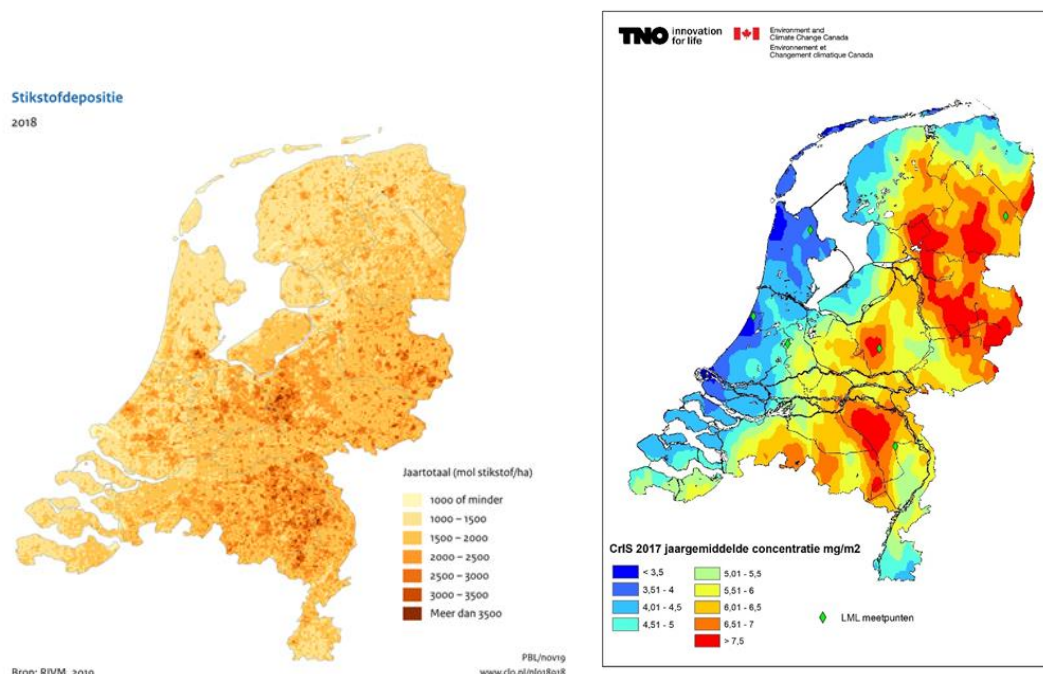 Stikstofdepositie
2018
Jaartotaal (mol stikstof/ha)
1000 of minder
1000 – 1500
1500 – 2000
2000 – 2500
2500 – 3000
3000 – 3500
Meer dan 3500
PBL/nov19
Bron: RIVM, 2019
www.clo.nl/nl018918
TNO innovation
for life
Environment and
Climate Change Canada
Environnement et
Changement climatique Canada
CrIS 2017 jaargemiddelde concentratie mg/m2
< 3,5
3,51 - 4
4,01 - 4,5
4,51 - 5
5,01 - 5,5
5,51 - 6
6,01 - 6,5
6,51 - 7
> 7,5
LML meetpunten